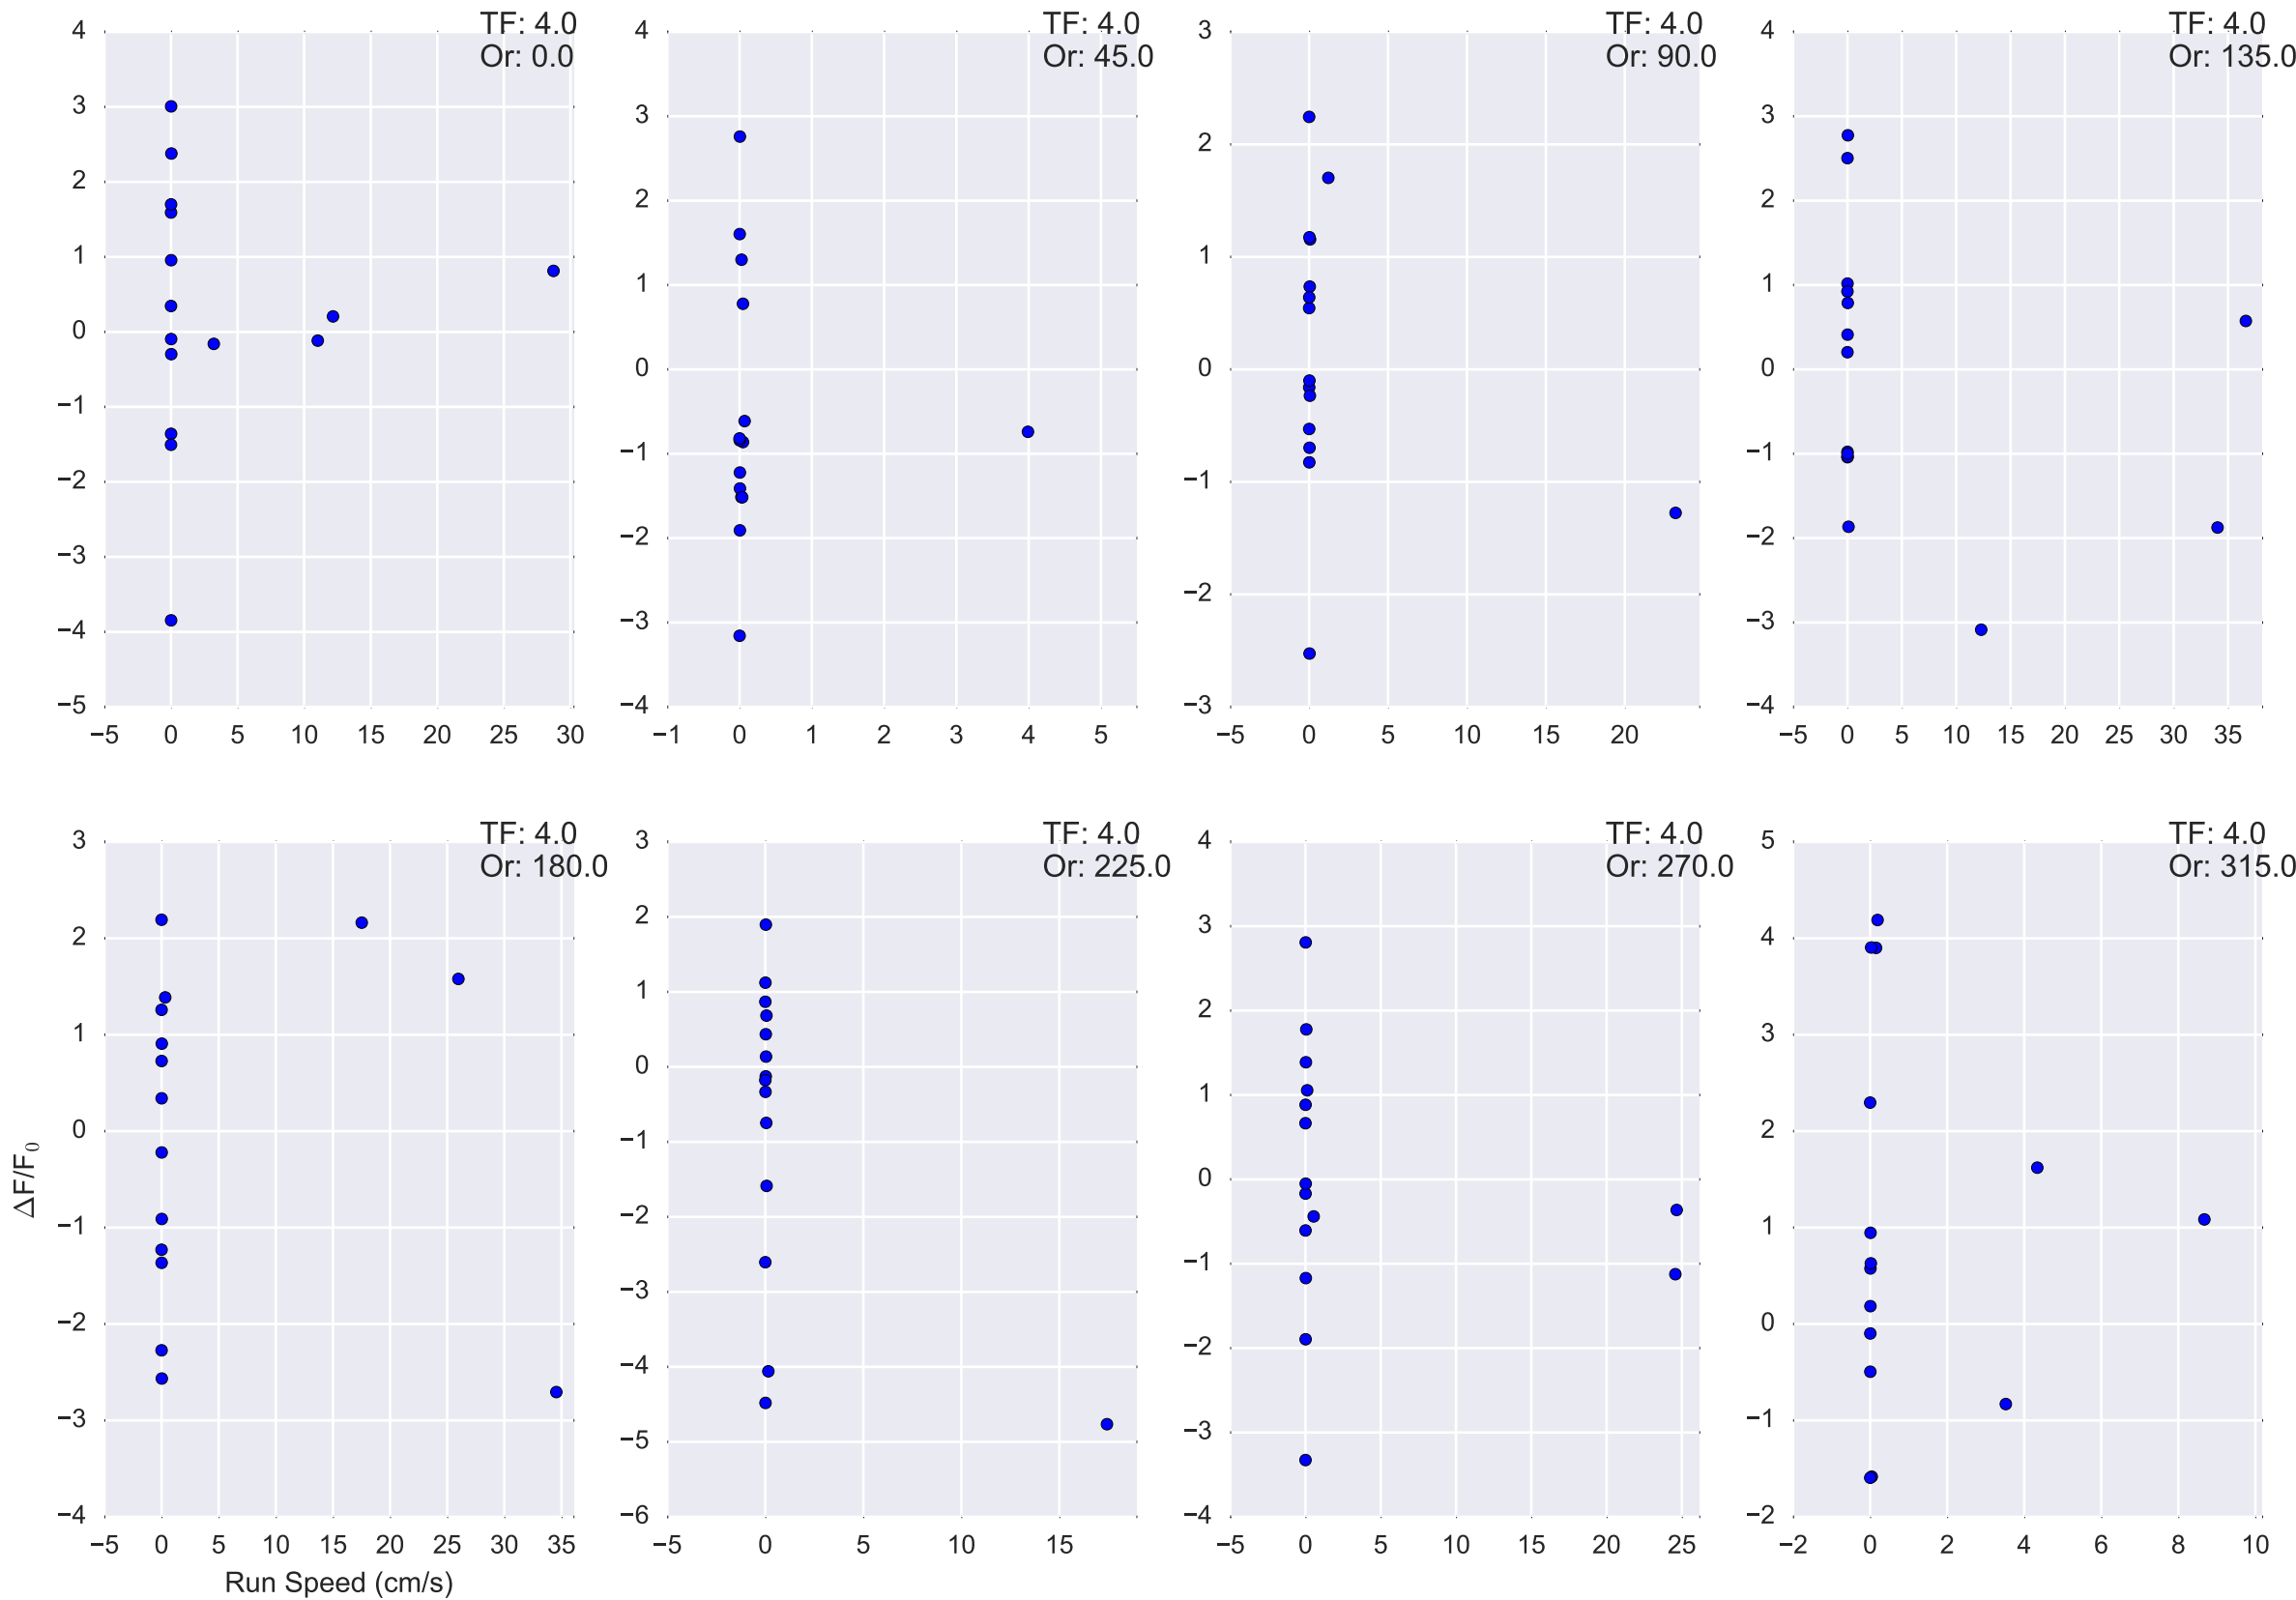 TF: 4.0
Or: 0.0
4
3
2
1
0
−1
−2
−3
−4
−5
−5 0 5 10 15 20 25 30
TF: 4.0
Or: 45.0
4
3
2
1
0
−1
−2
−3
−4
−1 0 1 2 3 4 5
TF: 4.0
Or: 90.0
3
2
1
0
−1
−2
−3
−5 0 5 10 15 20
TF: 4.0
Or: 135.0
4
3
2
1
0
−1
−2
−3
−4
−5 0 5 10 15 20 25 30 35
TF: 4.0
Or: 180.0
3
2
1
0
−1
−2
−3
−4
ΔF/F₀
−5 0 5 10 15 20 25 30 35
Run Speed (cm/s)
TF: 4.0
Or: 225.0
3
2
1
0
−1
−2
−3
−4
−5
−6
−5 0 5 10 15
TF: 4.0
Or: 270.0
4
3
2
1
0
−1
−2
−3
−4
−5 0 5 10 15 20 25
TF: 4.0
Or: 315.0
5
4
3
2
1
0
−1
−2
−2 0 2 4 6 8 10